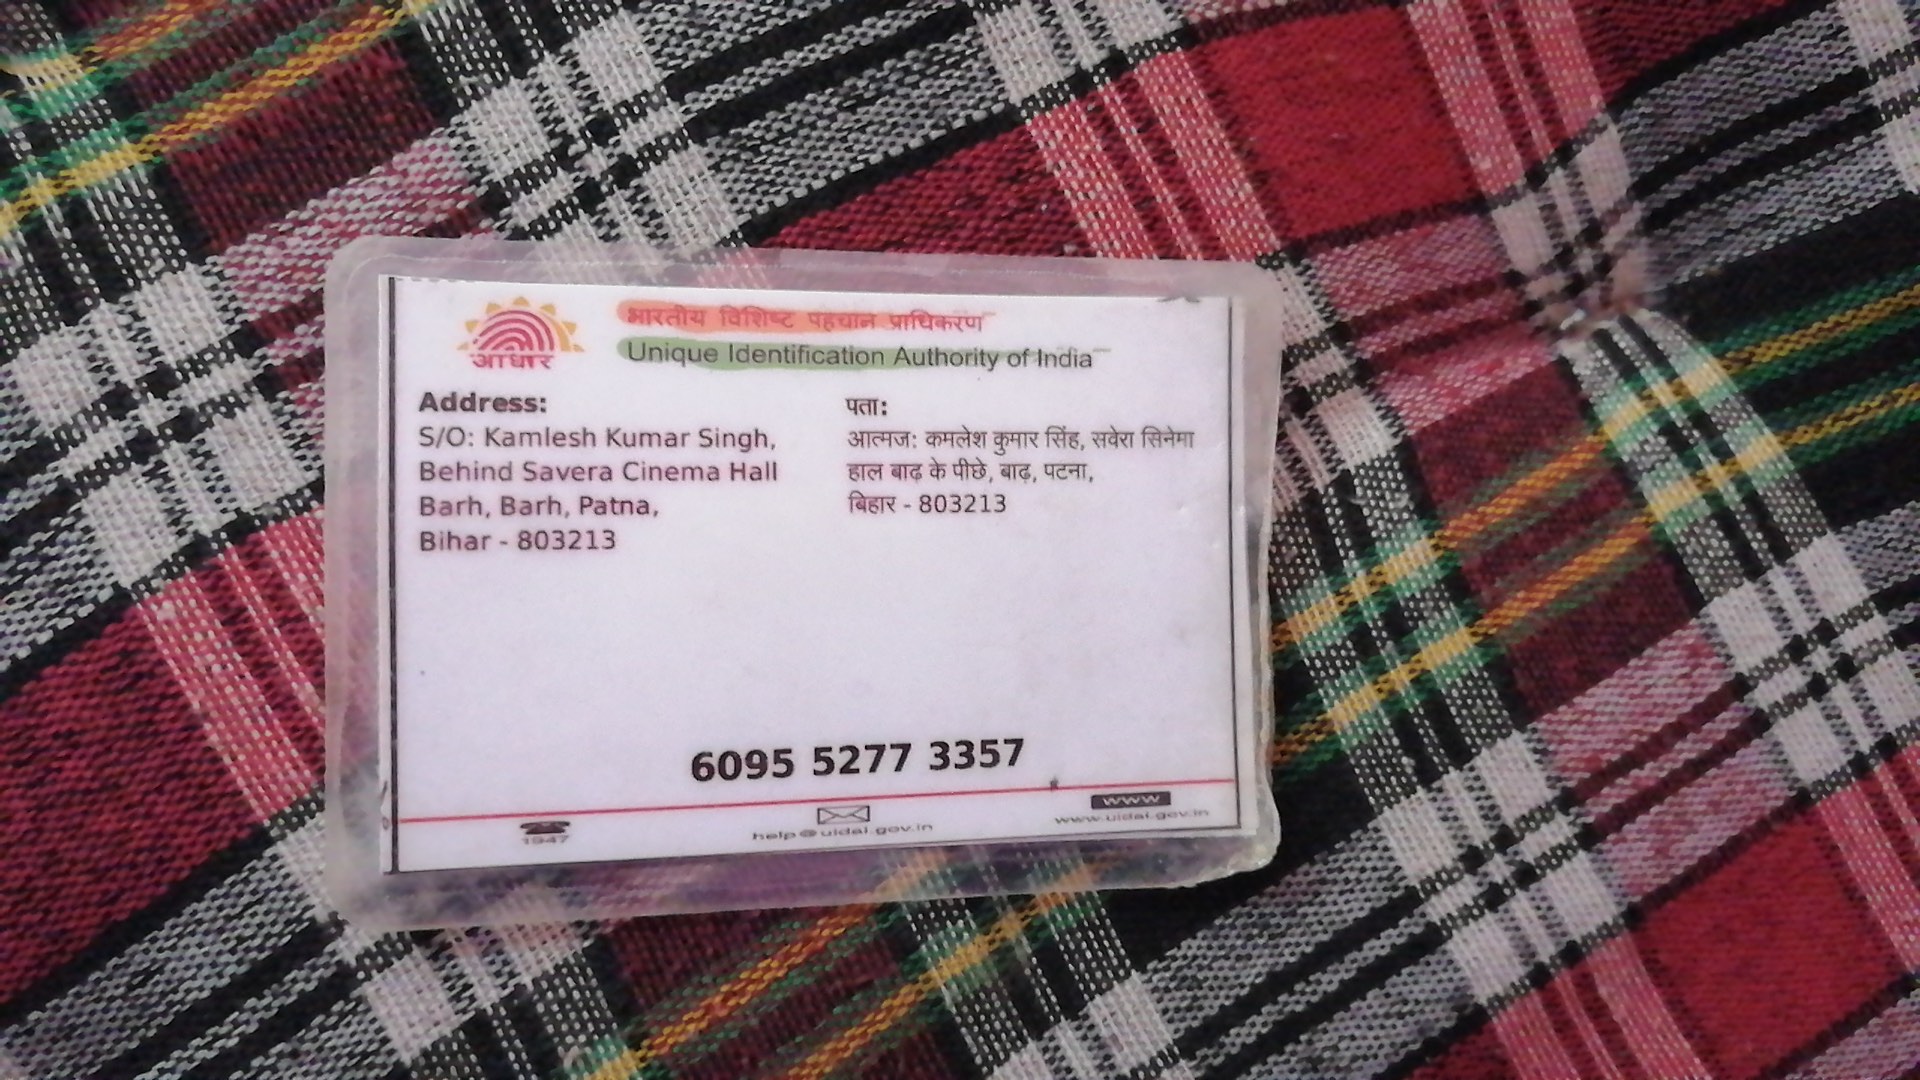 आधार
भारतीय विशिष्ट पहचान प्राधिकरण
Unique Identification Authority of India
Address:
S/O: Kamlesh Kumar Singh,
Behind Savera Cinema Hall
Barh, Barh, Patna,
Bihar - 803213
पता:
आत्मज: कमलेश कुमार सिंह, सवेरा सिनेमा
हाल बाढ़ के पीछे, बाढ़, पटना,
बिहार - 803213
6095 5277 3357
1947
help@uidai.gov.in
www
www.uidai.gov.in